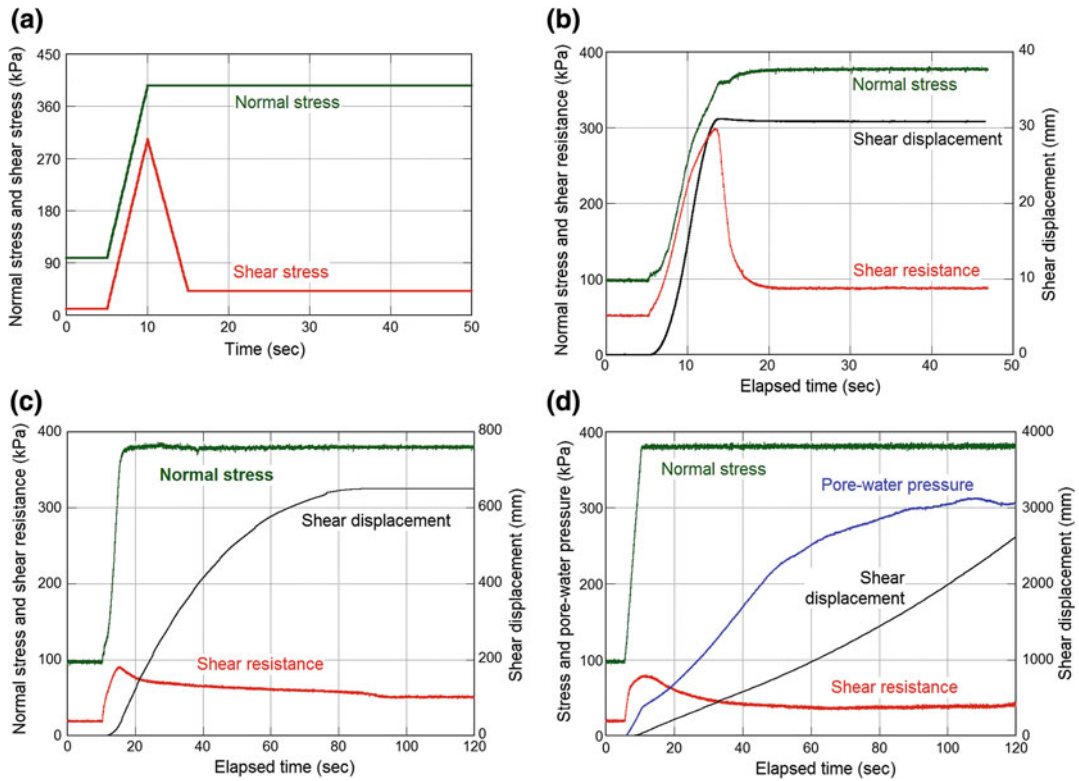 (a)
Normal stress and shear stress (kPa)
450
360
270
180
90
0
Normal stress
Shear stress
0 10 20 30 40 50
Time (sec)
(b)
Normal stress and shear resistance (kPa)
400
300
200
100
0
Normal stress
Shear displacement
Shear resistance
40
30
20
10
0
Shear displacement (mm)
0 10 20 30 40 50
Elapsed time (sec)
(c)
Normal stress and shear resistance (kPa)
400
300
200
100
0
Normal stress
Shear displacement
Shear resistance
800
600
400
200
0
Shear displacement (mm)
0 20 40 60 80 100 120
Elapsed time (sec)
(d)
Stress and pore-water pressure (kPa)
400
300
200
100
0
Normal stress
Pore-water pressure
Shear
displacement
Shear resistance
4000
3000
2000
1000
0
Shear displacement (mm)
0 20 40 60 80 100 120
Elapsed time (sec)